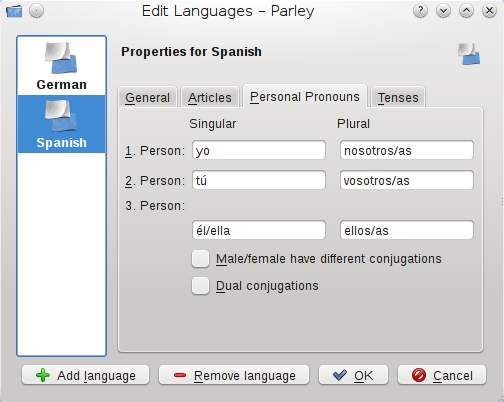 Edit Languages – Parley
German
Spanish
Properties for Spanish
General Articles Personal Pronouns Tenses
Singular Plural
1. Person: yo nosotros/as
2. Person: tú vosotros/as
3. Person:
él/ella ellos/as
Male/female have different conjugations
Dual conjugations
Add language Remove language OK Cancel